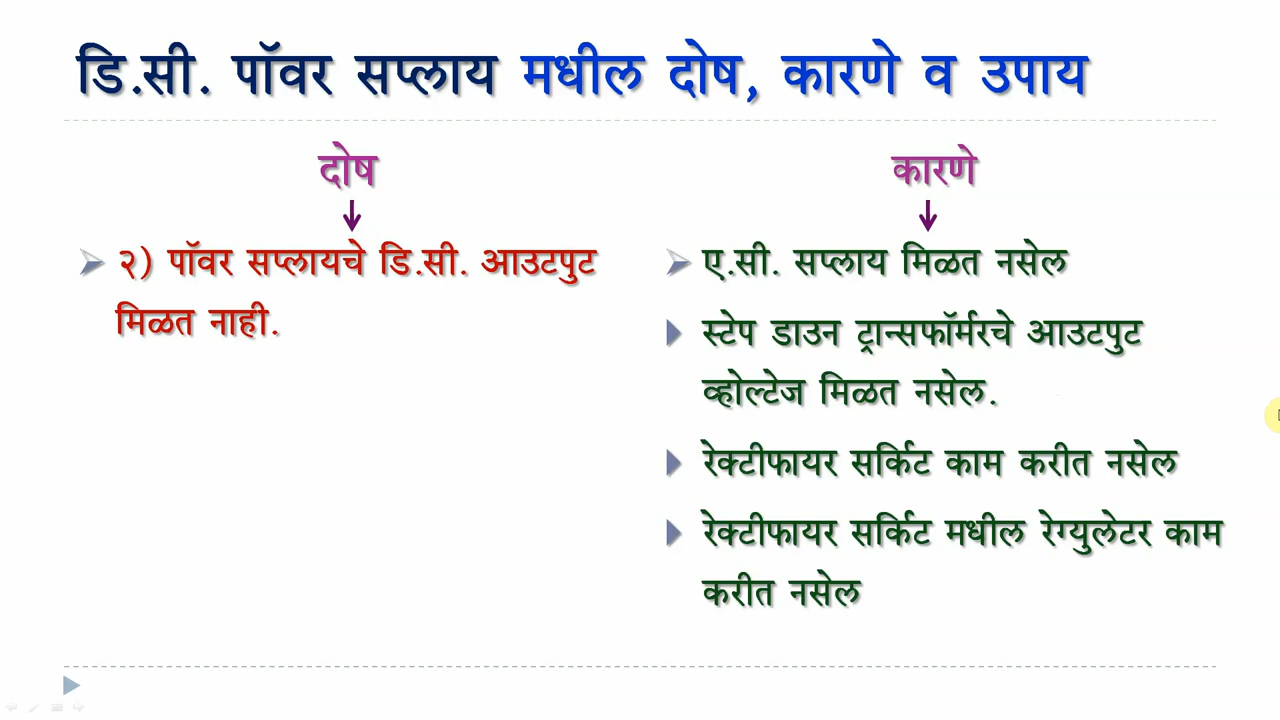 डि.सी. पॉवर सप्लाय मधील दोष, कारणे व उपाय
दोष
२) पॉवर सप्लायचे डि.सी. आउटपुट
मिळत नाही.
कारणे
ए.सी. सप्लाय मिळत नसेल
स्टेप डाउन ट्रान्सफॉर्मरचे आउटपुट
व्होल्टेज मिळत नसेल.
रेक्टीफायर सर्किट काम करीत नसेल
रेक्टीफायर सर्किट मधील रेग्युलेटर काम
करीत नसेल